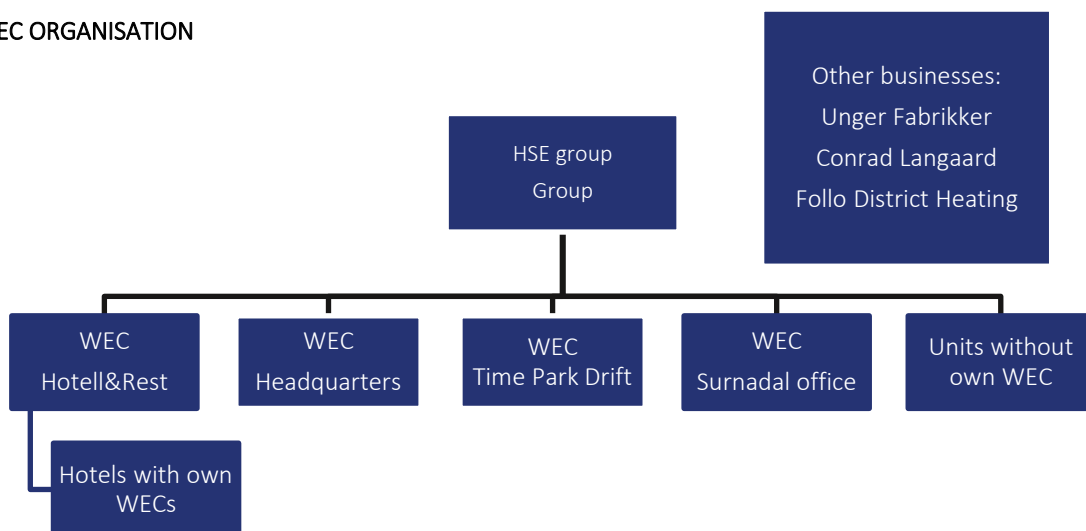 EC ORGANISATION
Other businesses:
Unger Fabrikker
Conrad Langaard
Follo District Heating
HSE group
Group
WEC
Hotell&Rest
WEC
Headquarters
WEC
Time Park Drift
WEC
Surnadal office
Units without
own WEC
Hotels with own
WECs